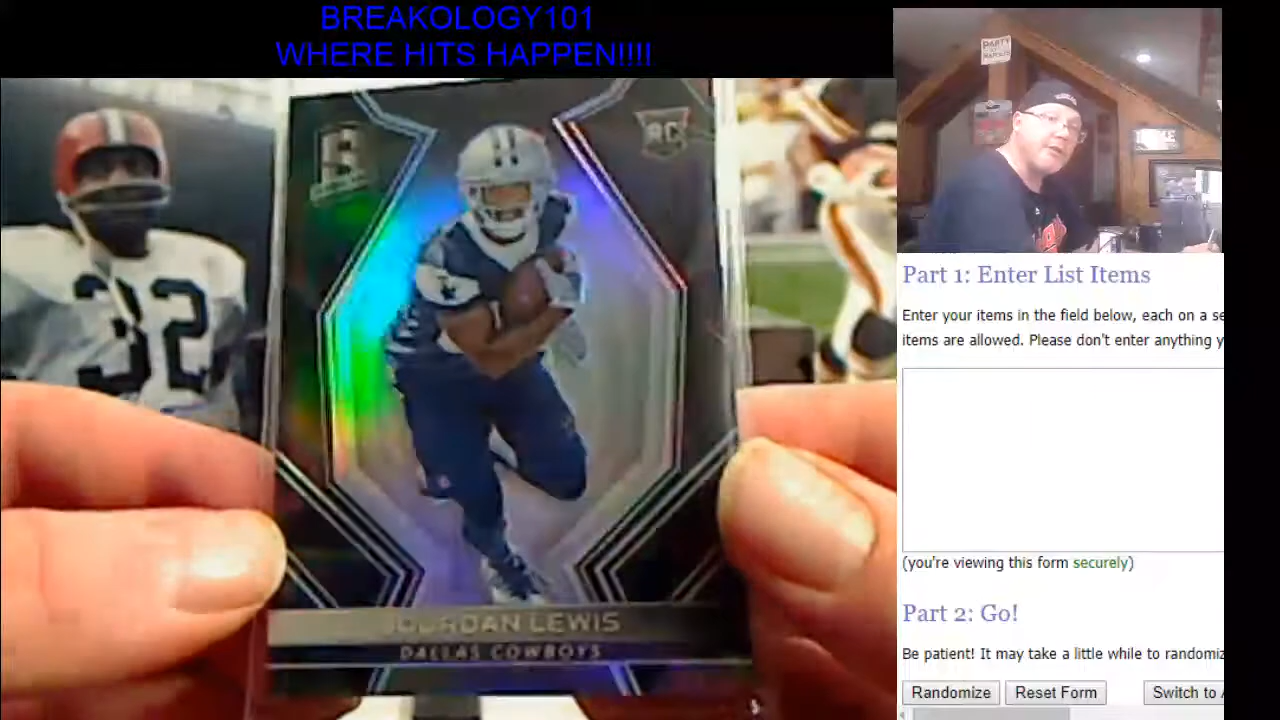 BREAKOLOGY101
WHERE HITS HAPPEN!!!!
RC
32
JOURDAN LEWIS
DALLAS COWBOYS
Part 1: Enter List Items
Enter your items in the field below, each on a se
items are allowed. Please don't enter anything y
(you're viewing this form securely)
Part 2: Go!
Be patient! It may take a little while to randomiz
Randomize
Reset Form
Switch to